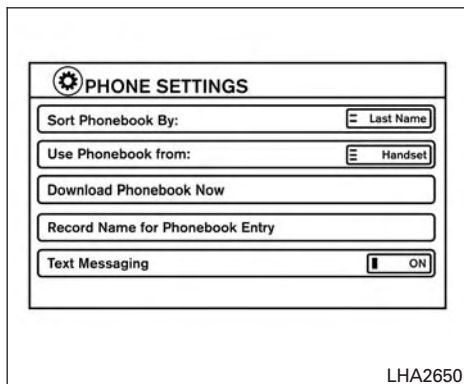 PHONE SETTINGS
Sort Phonebook By: Last Name
Use Phonebook from: Handset
Download Phonebook Now
Record Name for Phonebook Entry
Text Messaging ON
LHA2650